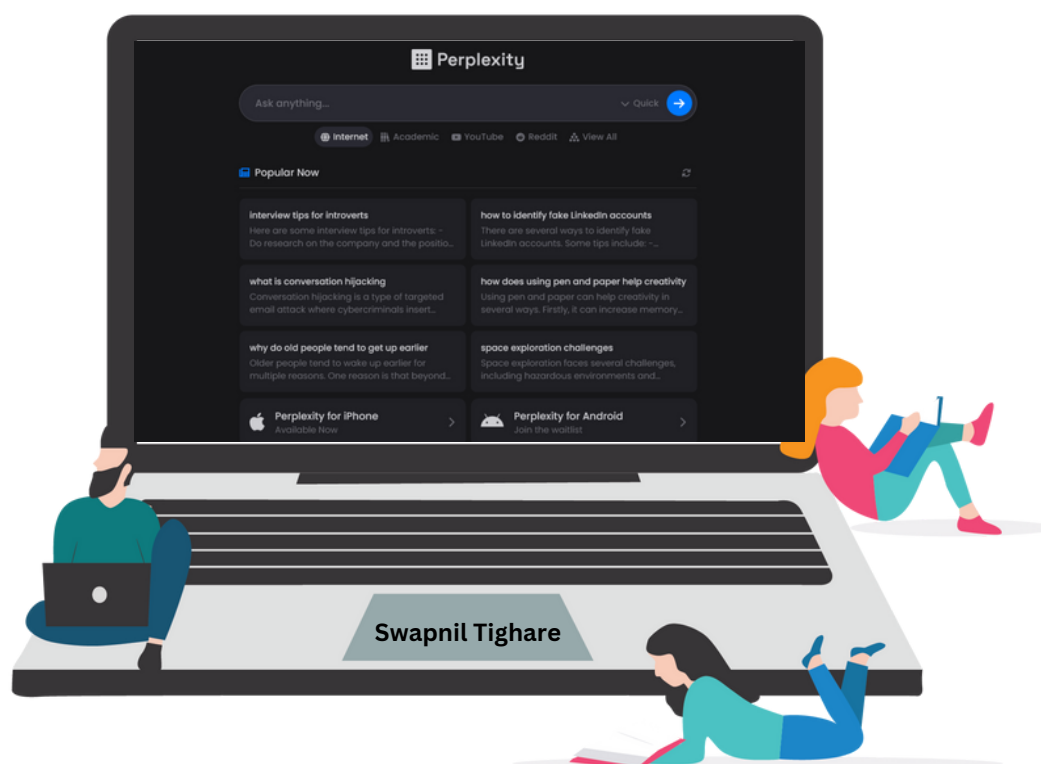 Perplexity
Ask anything...
Quick
Internet Academic YouTube Reddit View All
Popular Now
interview tips for introverts
Here are some interview tips for introverts: -
Do research on the company and the positio...
how to identify fake LinkedIn accounts
There are several ways to identify fake
LinkedIn accounts. Some tips include: -...
what is conversation hijacking
Conversation hijacking is a type of targeted
email attack where cybercriminals insert...
how does using pen and paper help creativity
Using pen and paper can help creativity in
several ways. Firstly, it can increase memory...
why do old people tend to get up earlier
Older people tend to wake up earlier for
multiple reasons. One reason is that beyond...
space exploration challenges
Space exploration faces several challenges,
including hazardous environments and...
Perplexity for iPhone
Available Now
Perplexity for Android
Join the waitlist
Swapnil Tighare